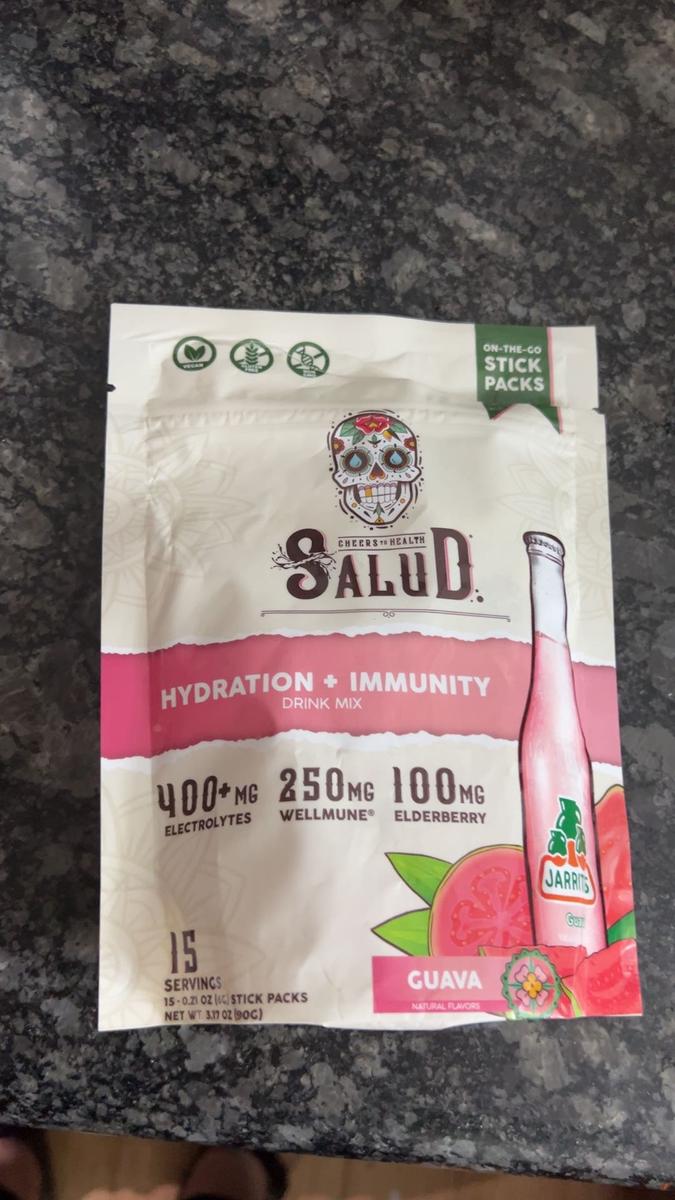 VEGAN
GLUTEN
FREE
ON-THE-GO
STICK
PACKS
CHEERS TO HEALTH
SALUD
HYDRATION + IMMUNITY
DRINK MIX
400+MG
ELECTROLYTES
250MG
WELLMUNE®
100MG
ELDERBERRY
JARRITOS
15
SERVINGS
15 - 0.21 OZ (6G) STICK PACKS
NET WT. 3.17 OZ (90G)
GUAVA
NATURAL FLAVORS